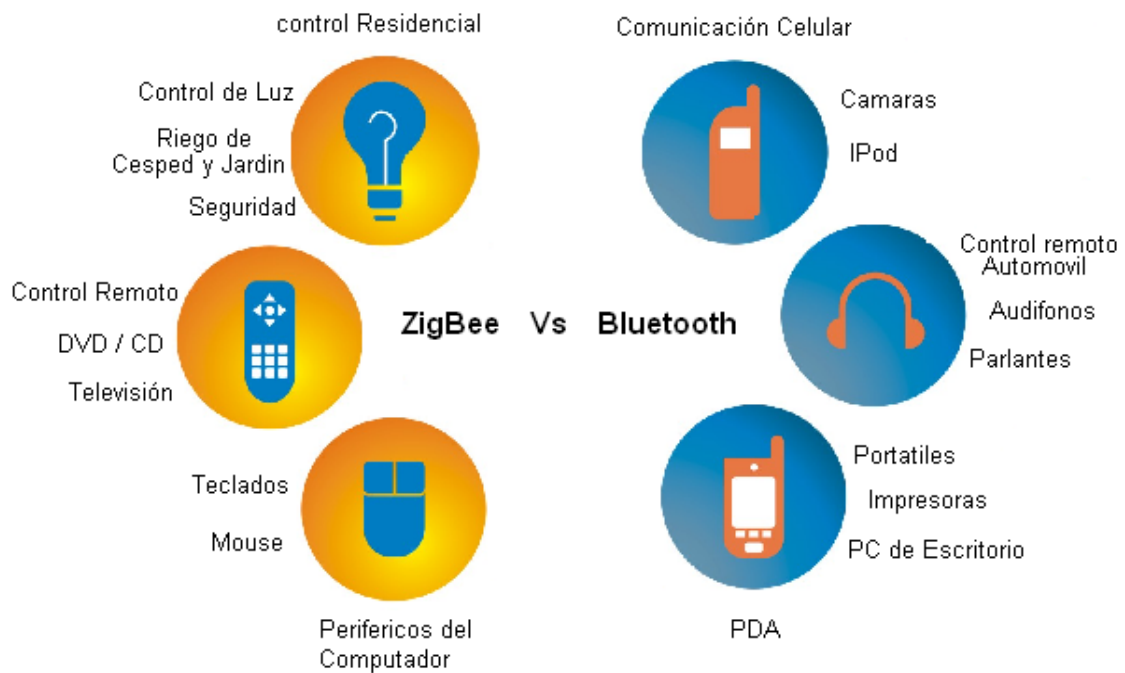 control Residencial
Comunicación Celular
Control de Luz
Riego de
Cesped y Jardin
Seguridad
Camaras
IPod
Control Remoto
DVD / CD
Televisión
ZigBee Vs Bluetooth
Control remoto
Automovil
Audifonos
Parlantes
Teclados
Mouse
Portatiles
Impresoras
PC de Escritorio
Perifericos del
Computador
PDA